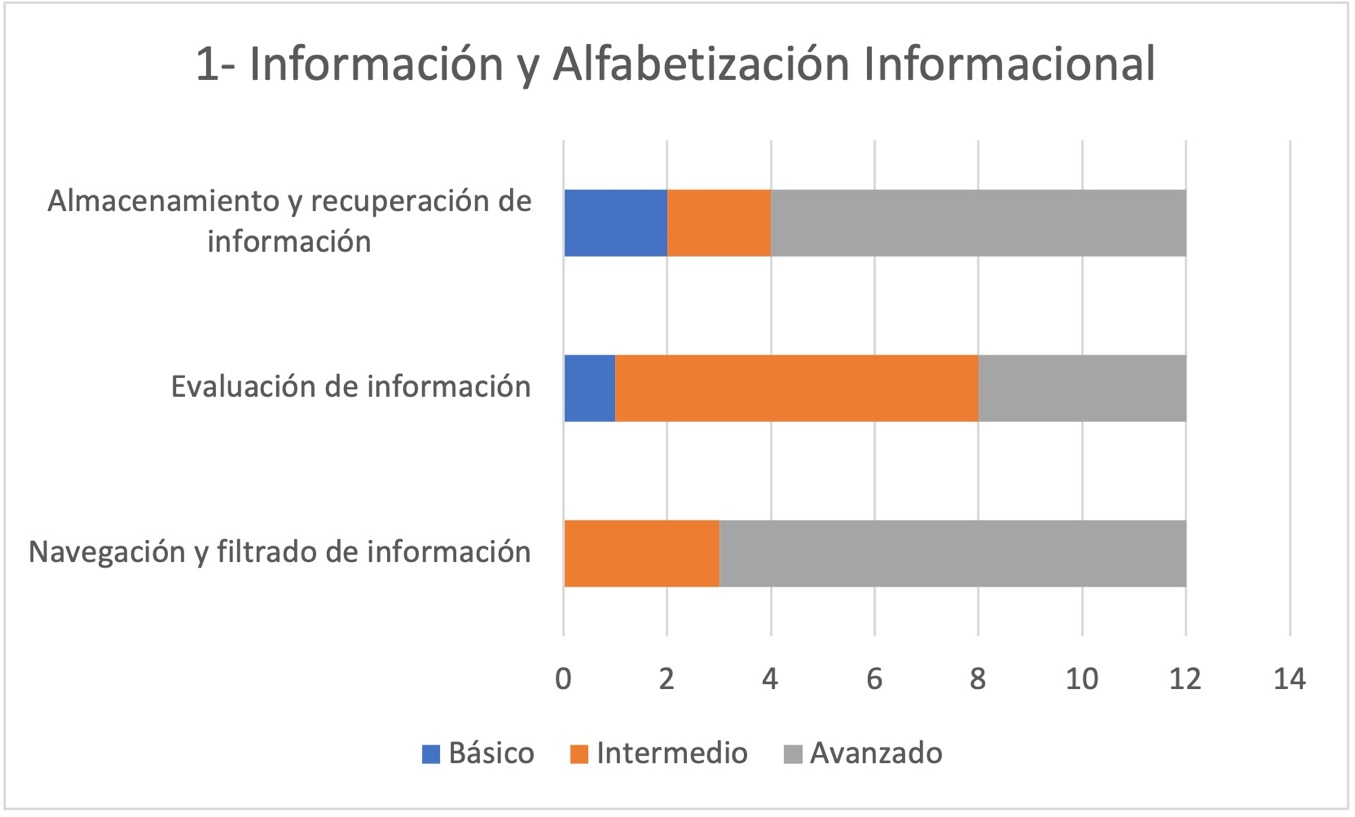 1- Información y Alfabetización Informacional
Almacenamiento y recuperación de
información
Evaluación de información
Navegación y filtrado de información
0 2 4 6 8 10 12 14
Básico Intermedio Avanzado